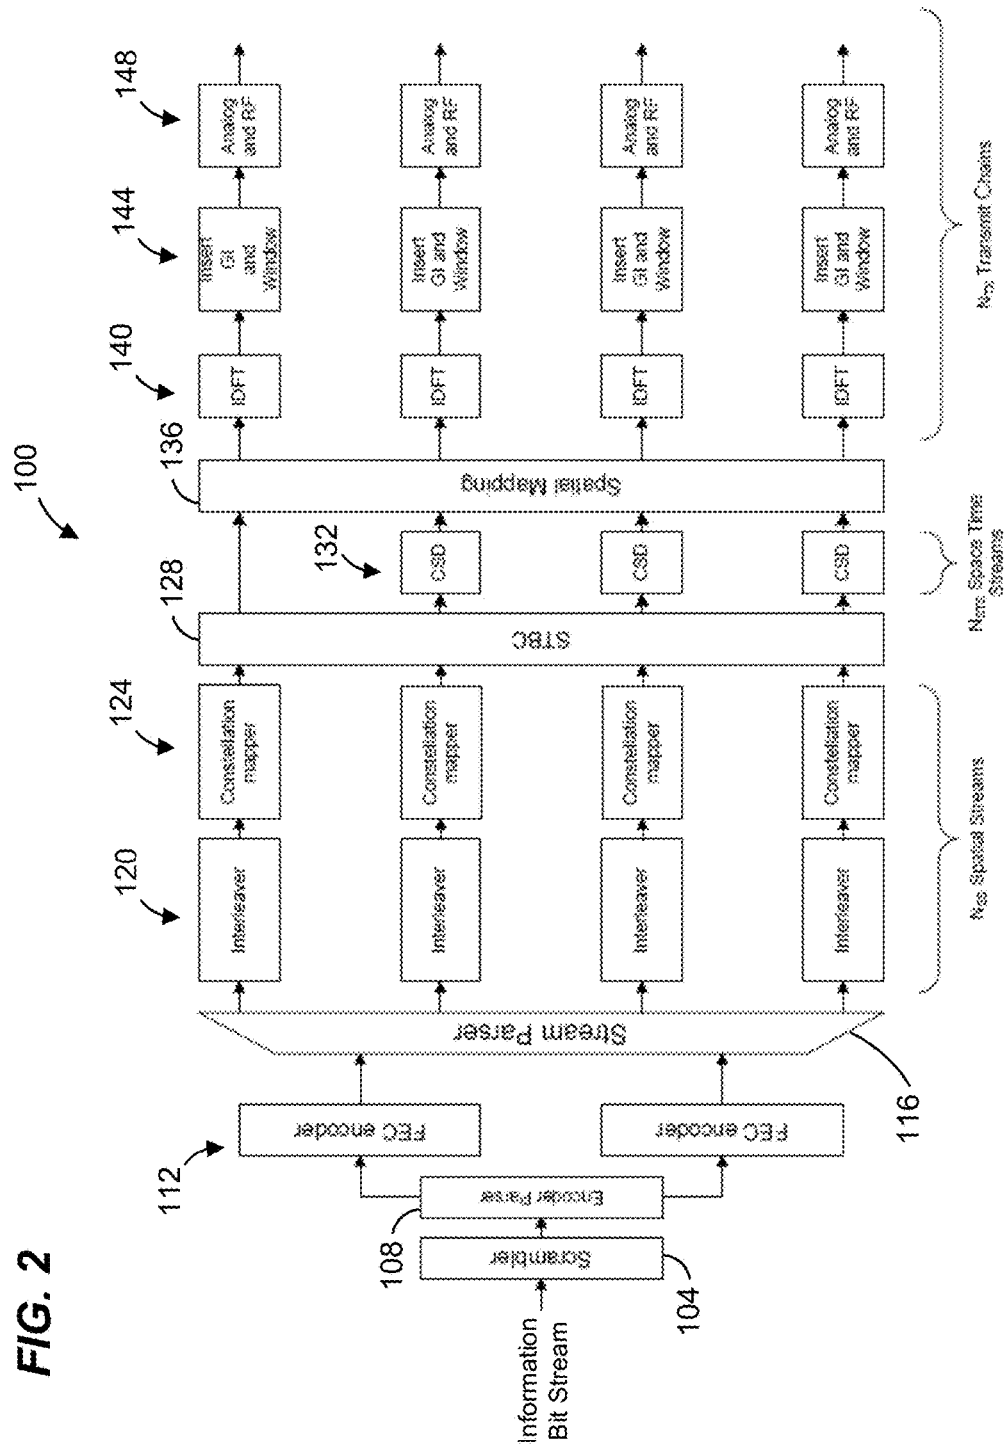 FIG. 2
100
Information
Bit Stream
Scrambler
104
Encoder Parser
108
112
FEC encoder
FEC encoder
Stream Parser
116
120
Interleaver
Interleaver
Interleaver
Interleaver
124
Constellation
mapper
Constellation
mapper
Constellation
mapper
Constellation
mapper
NSS Spatial Streams
128
STBC
132
CSD
CSD
CSD
NSTS Space Time
Streams
136
Spatial Mapping
140
IDFT
IDFT
IDFT
IDFT
144
Insert
GI
and
Window
Insert
GI and
Window
Insert
GI and
Window
Insert
GI and
Window
148
Analog
and RF
Analog
and RF
Analog
and RF
Analog
and RF
Transmit Chains